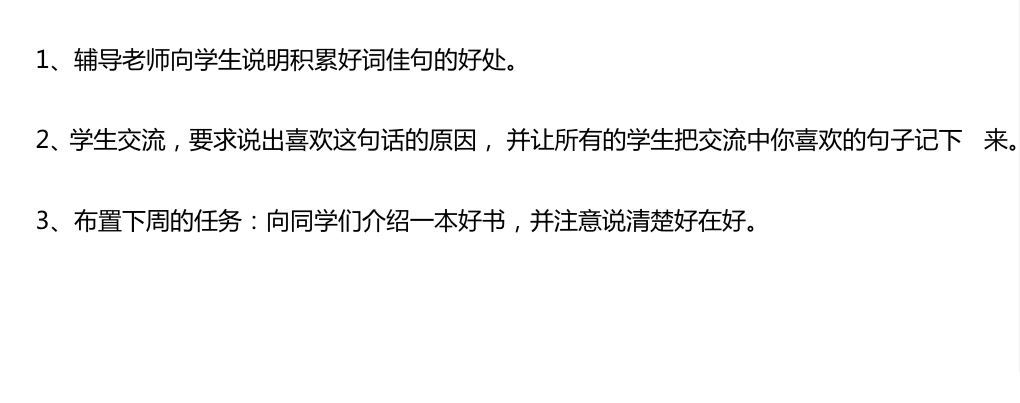 1、辅导老师向学生说明积累好词佳句的好处。
2、学生交流，要求说出喜欢这句话的原因， 并让所有的学生把交流中你喜欢的句子记下 来。
3、布置下周的任务：向同学们介绍一本好书，并注意说清楚好在好。